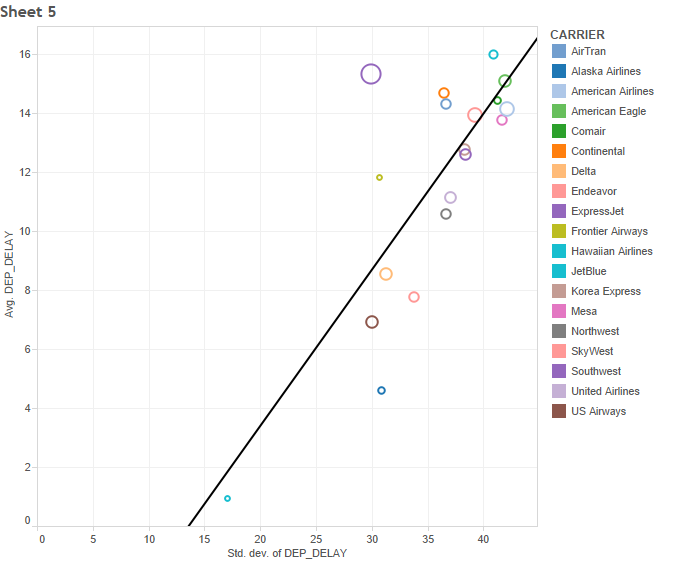 Sheet 5
16
14
12
10
8
6
4
2
0
Avg. DEP_DELAY
0 5 10 15 20 25 30 35 40
Std. dev. of DEP_DELAY
CARRIER
AirTran
Alaska Airlines
American Airlines
American Eagle
Comair
Continental
Delta
Endeavor
ExpressJet
Frontier Airways
Hawaiian Airlines
JetBlue
Korea Express
Mesa
Northwest
SkyWest
Southwest
United Airlines
US Airways